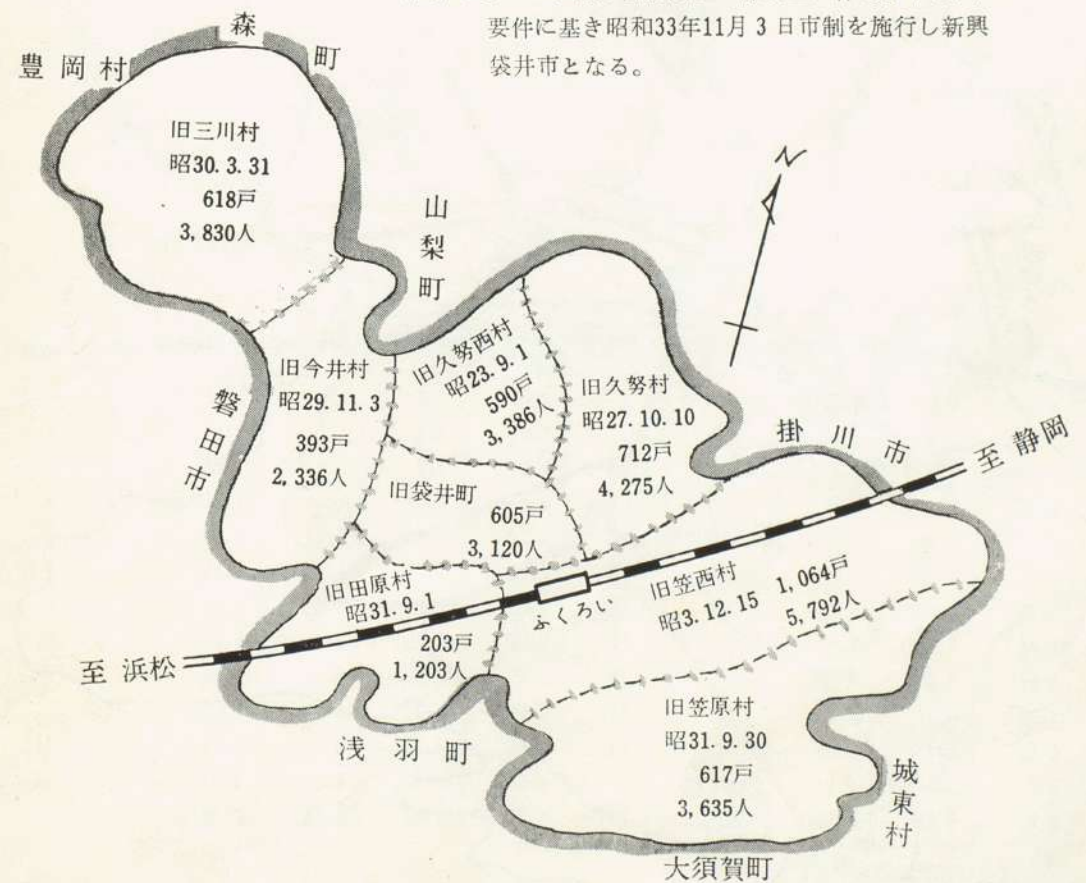 要件に基き昭和33年11月3日市制を施行し新興
袋井市となる。
森町
豊岡村
旧三川村
昭30.3.31
618戸
3,830人
山梨町
N
旧今井村
昭29.11.3
393戸
2,336人
旧久努西村
昭23.9.1
590戸
3,386人
旧久努村
昭27.10.10
712戸
4,275人
磐田市
掛川市
至静岡
旧袋井町
605戸
3,120人
旧田原村
昭31.9.1
203戸
1,203人
ふくろい
旧笠西村
昭3.12.15
1,064戸
5,792人
至浜松
旧笠原村
昭31.9.30
617戸
3,635人
浅羽町
城東村
大須賀町